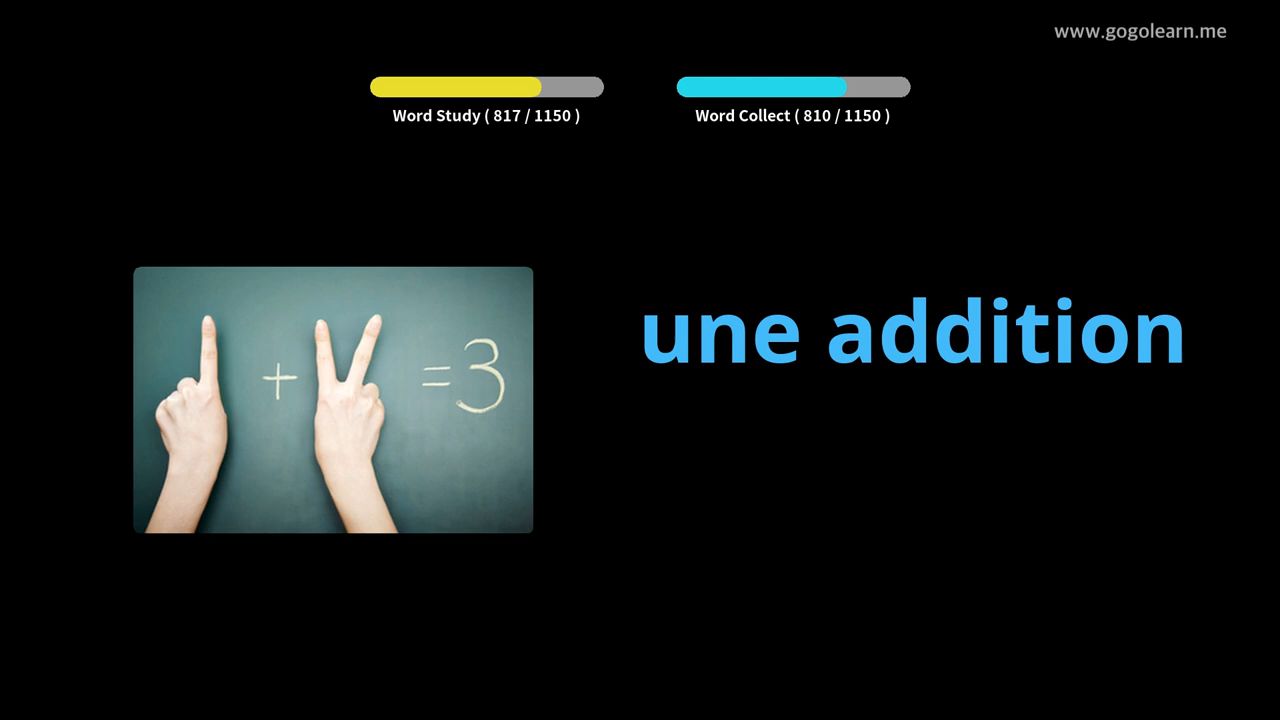 www.gogolearn.me
Word Study ( 817 / 1150 )
Word Collect ( 810 / 1150 )
une addition
+ = 3